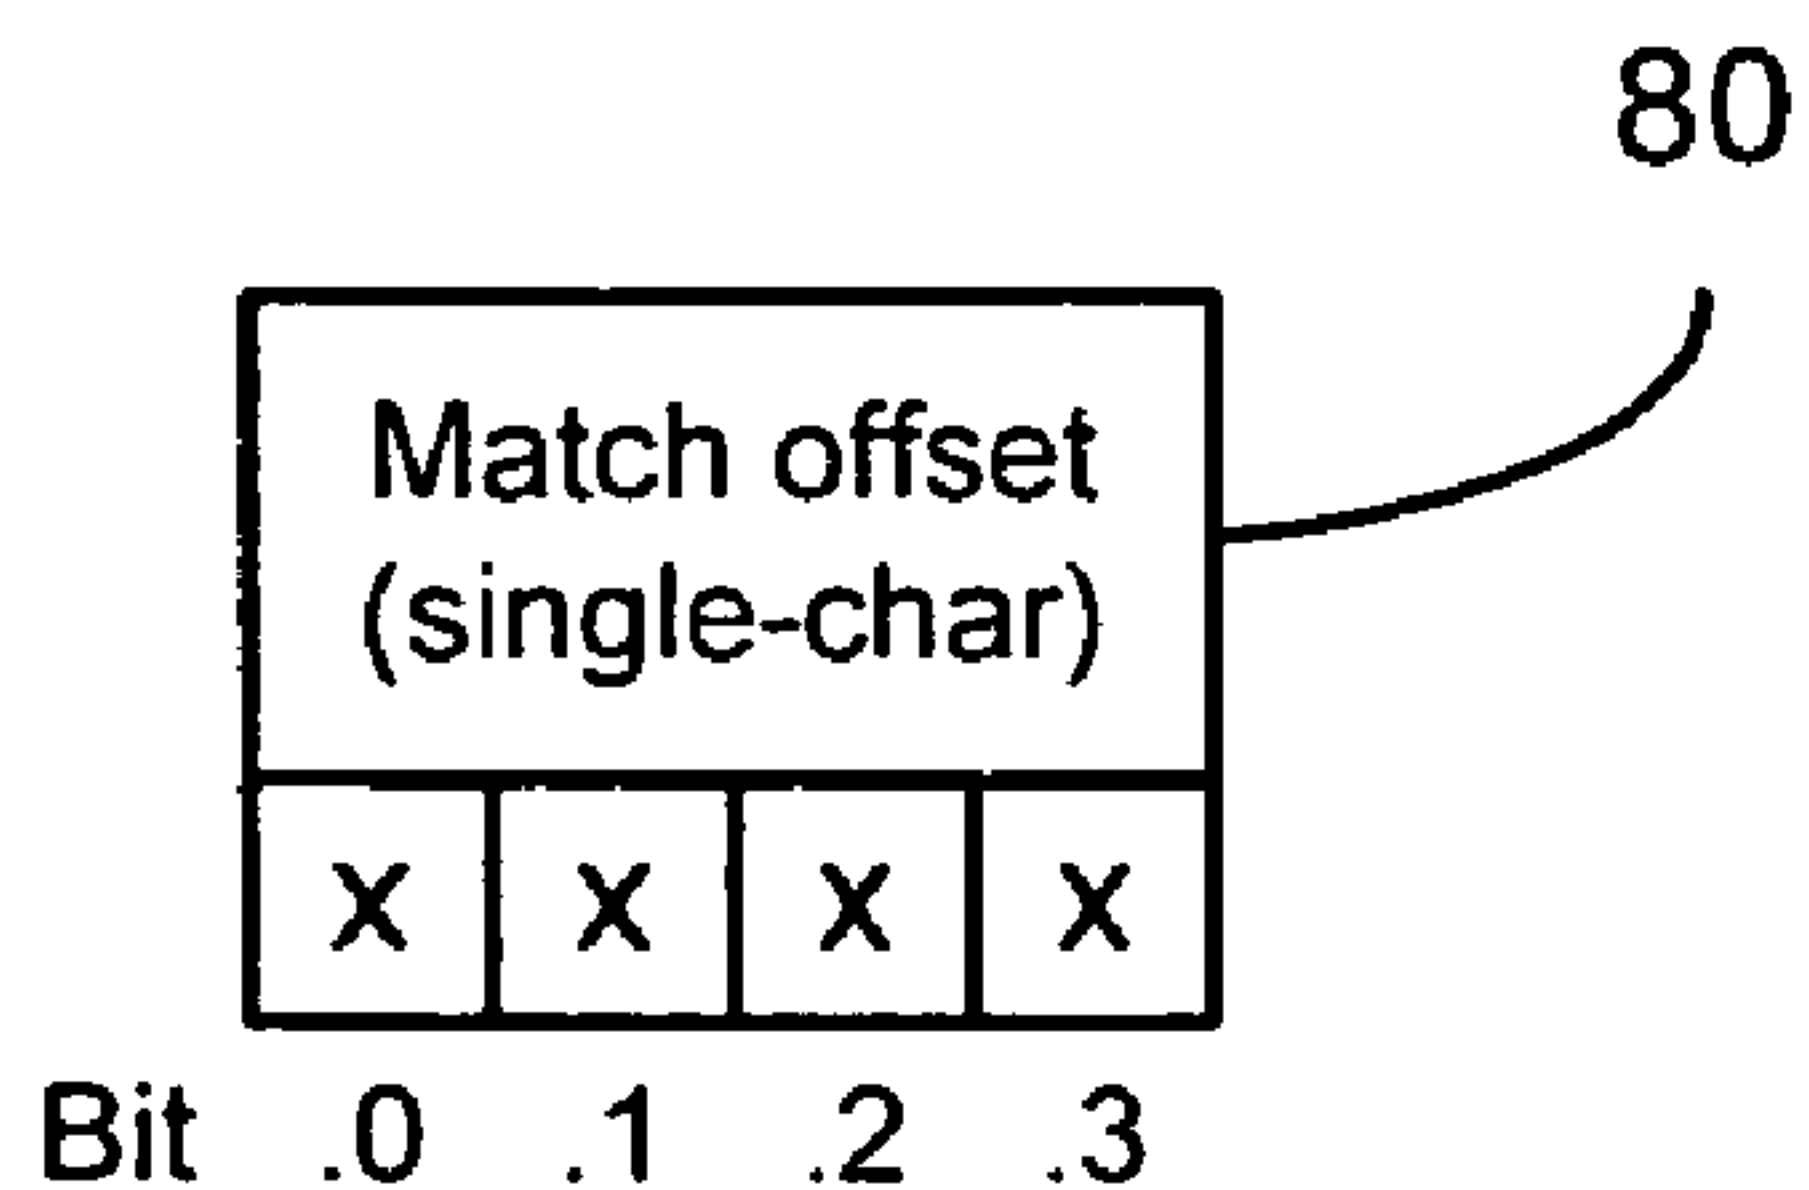 80
Match offset
(single-char)
X X X X
Bit .0 .1 .2 .3